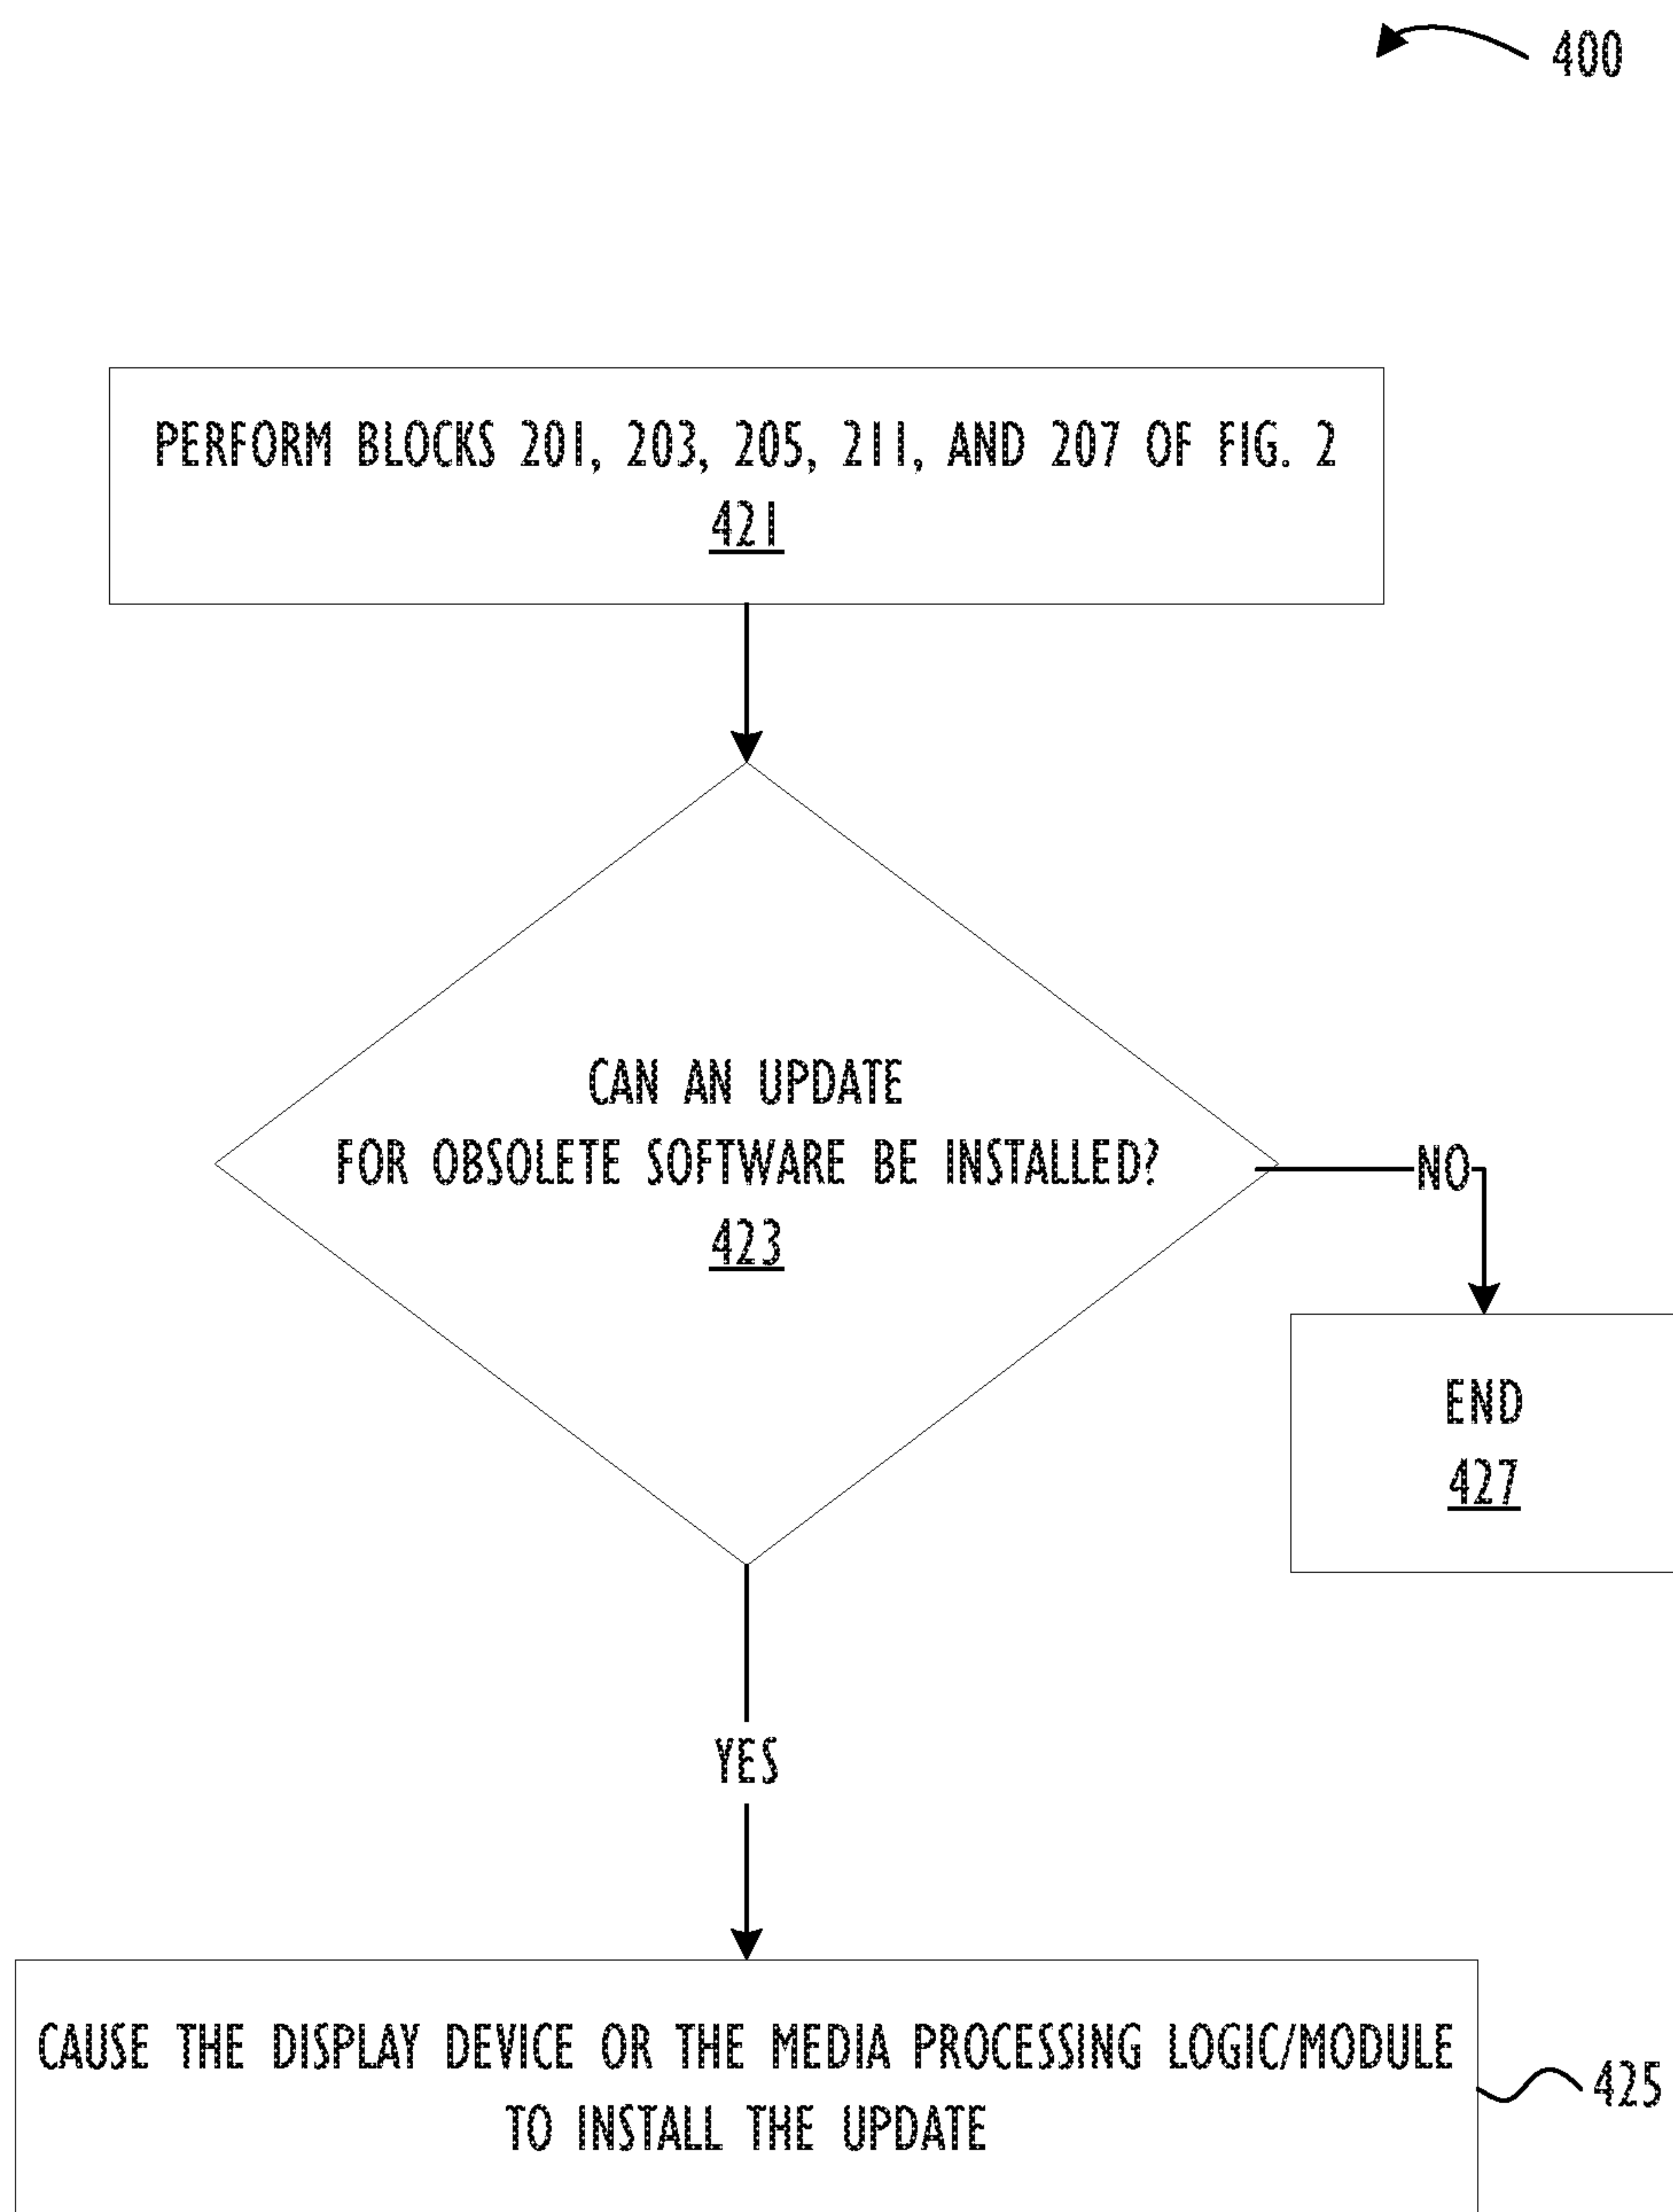 400
PERFORM BLOCKS 201, 203, 205, 211, AND 207 OF FIG. 2
421
CAN AN UPDATE
FOR OBSOLETE SOFTWARE BE INSTALLED?
423
NO
END
427
YES
CAUSE THE DISPLAY DEVICE OR THE MEDIA PROCESSING LOGIC/MODULE
TO INSTALL THE UPDATE
425